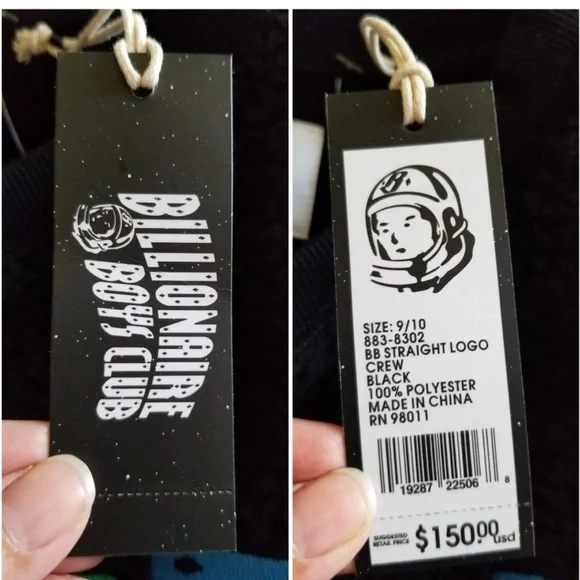 BILLIONAIRE
BOYS CLUB
SIZE: 9/10
883-8302
BB STRAIGHT LOGO
CREW
BLACK
100% POLYESTER
MADE IN CHINA
RN 98011
19287 22506 8
SUGGESTED
RETAIL PRICE $150.00 usd